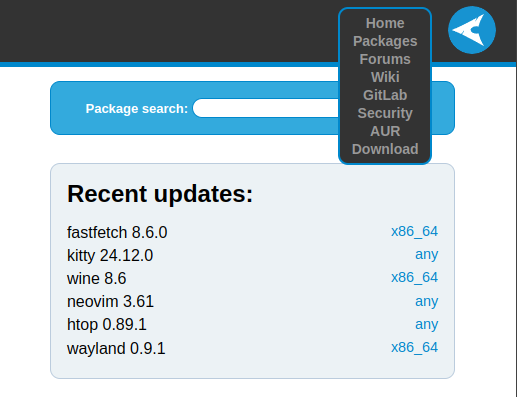 Home
Packages
Forums
Wiki
GitLab
Security
AUR
Download
Package search:
Recent updates:
fastfetch 8.6.0 x86_64
kitty 24.12.0 any
wine 8.6 x86_64
neovim 3.61 any
htop 0.89.1 any
wayland 0.9.1 x86_64